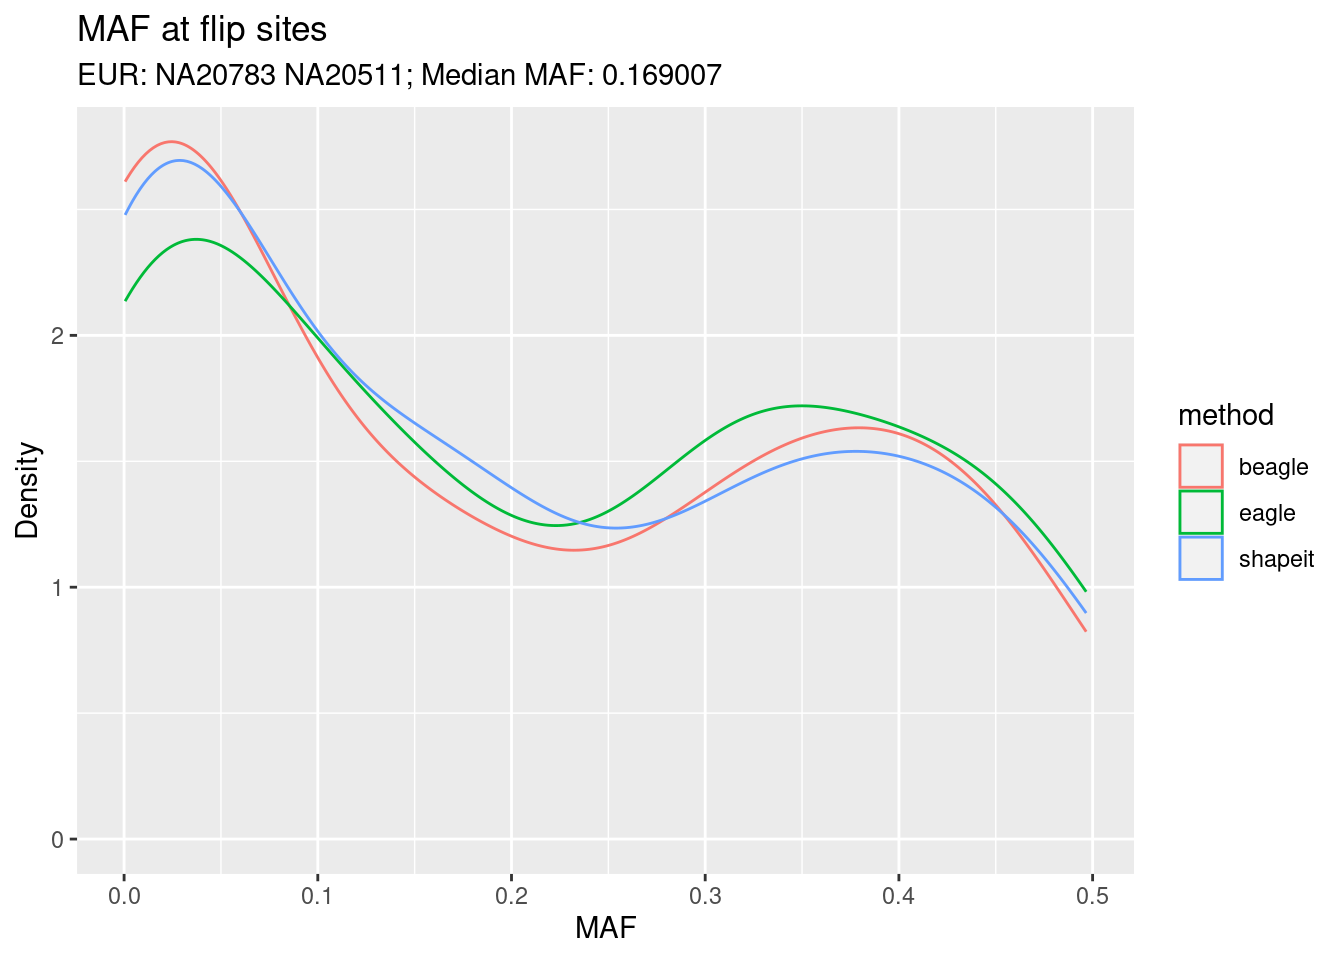 MAF at flip sites
EUR: NA20783 NA20511; Median MAF: 0.169007
Density
2
1
0
0.0 0.1 0.2 0.3 0.4 0.5
MAF
method
beagle
eagle
shapeit